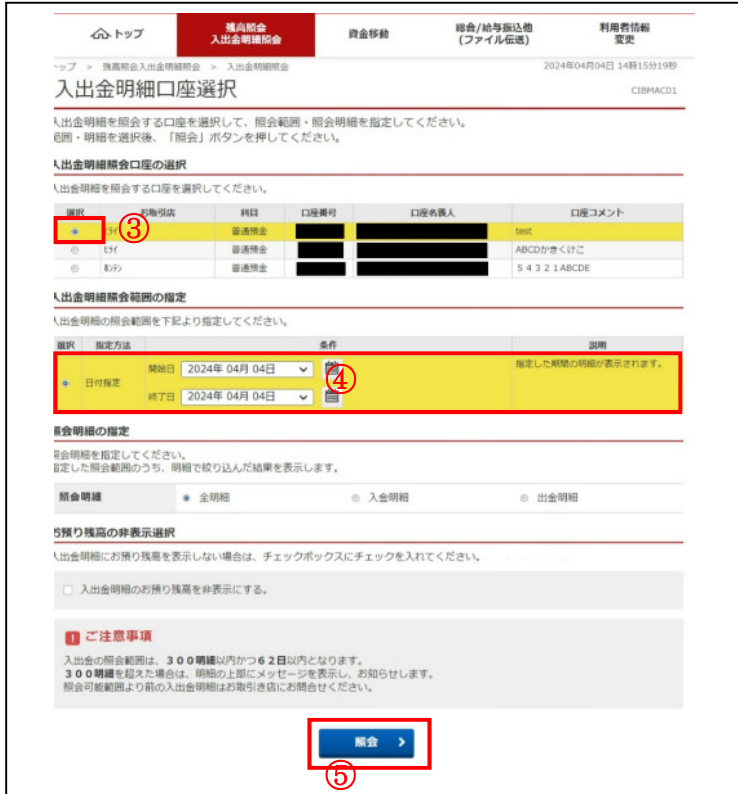 トップ
残高照会
入出金明細照会
資金移動
総合/給与振込他
(ファイル伝送)
利用者情報
変更
トップ > 残高照会入出金明細照会 > 入出金明細照会
2024年04月04日 14時15分19秒
入出金明細口座選択
CIBMAC01
入出金明細を照会する口座を選択して、照会範囲・照会明細を指定してください。
範囲・明細を選択後、「照会」ボタンを押してください。
入出金明細照会口座の選択
入出金明細を照会する口座を選択してください。
選択 お取引店 科目 口座番号 口座名義人 口座コメント
③
ﾋﾗｲ 普通預金 test
ﾋﾗｲ 普通預金 ABCDかきくけこ
ﾎﾝﾃﾝ 普通預金 54321ABCDE
入出金明細照会範囲の指定
入出金明細の照会範囲を下記より指定してください。
選択 指定方法 条件 説明
日付指定
開始日 2024年 04月 04日
指定した期間の明細が表示されます。
④
終了日 2024年 04月 04日
照会明細の指定
照会明細を指定してください。
指定した照会範囲のうち、明細で絞り込んだ結果を表示します。
照会明細 全明細 入金明細 出金明細
お預り残高の非表示選択
入出金明細にお預り残高を表示しない場合は、チェックボックスにチェックを入れてください。
入出金明細のお預り残高を非表示にする。
ご注意事項
入出金の照会範囲は、300明細以内かつ62日以内となります。
300明細を超えた場合は、明細の上部にメッセージを表示し、お知らせします。
照会可能範囲より前の入出金明細はお取引き店にお問合せください。
照会
⑤